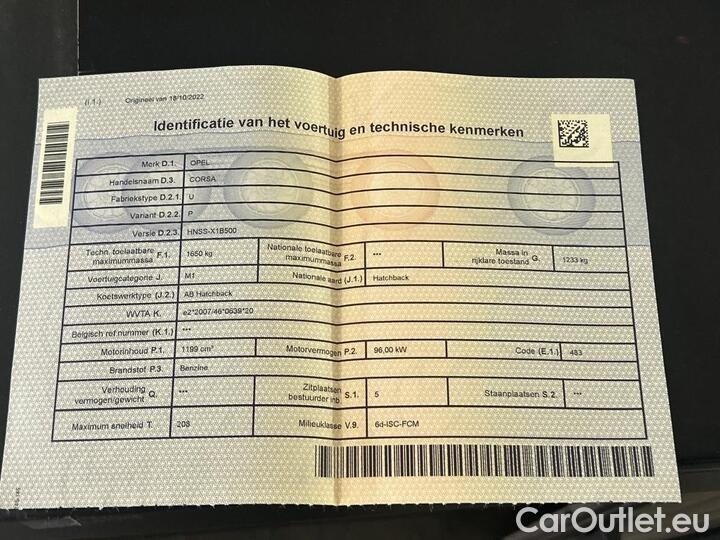 (I.1.) Origineel van 18/10/2022
Identificatie van het voertuig en technische kenmerken
Merk D.1. OPEL
Handelsnaam D.3. CORSA
Fabriekstype D.2.1. U
Variant D.2.2. P
Versie D.2.3. HNSS-X1B500
Techn. toelaatbare maximummassa F.1. 1650 kg Nationale toelaatbare maximummassa F.2. *** Massa in rijklare toestand G. 1233 kg
Voertuigcategorie J. M1 Nationale aard (J.1.) Hatchback
Koetswerktype (J.2.) AB Hatchback
WVTA K. e2*2007/46*0639*20
Belgisch ref nummer (K.1.) ***
Motorinhoud P.1. 1199 cm³ Motorvermogen P.2. 96,00 kW Code (E.1.) 483
Brandstof P.3. Benzine
Verhouding vermogen/gewicht Q. *** Zitplaatsen bestuurder inb. S.1. 5 Staanplaatsen S.2. ***
Maximum snelheid T. 208 Milieuklasse V.9. 6d-ISC-FCM
CarOutlet.eu